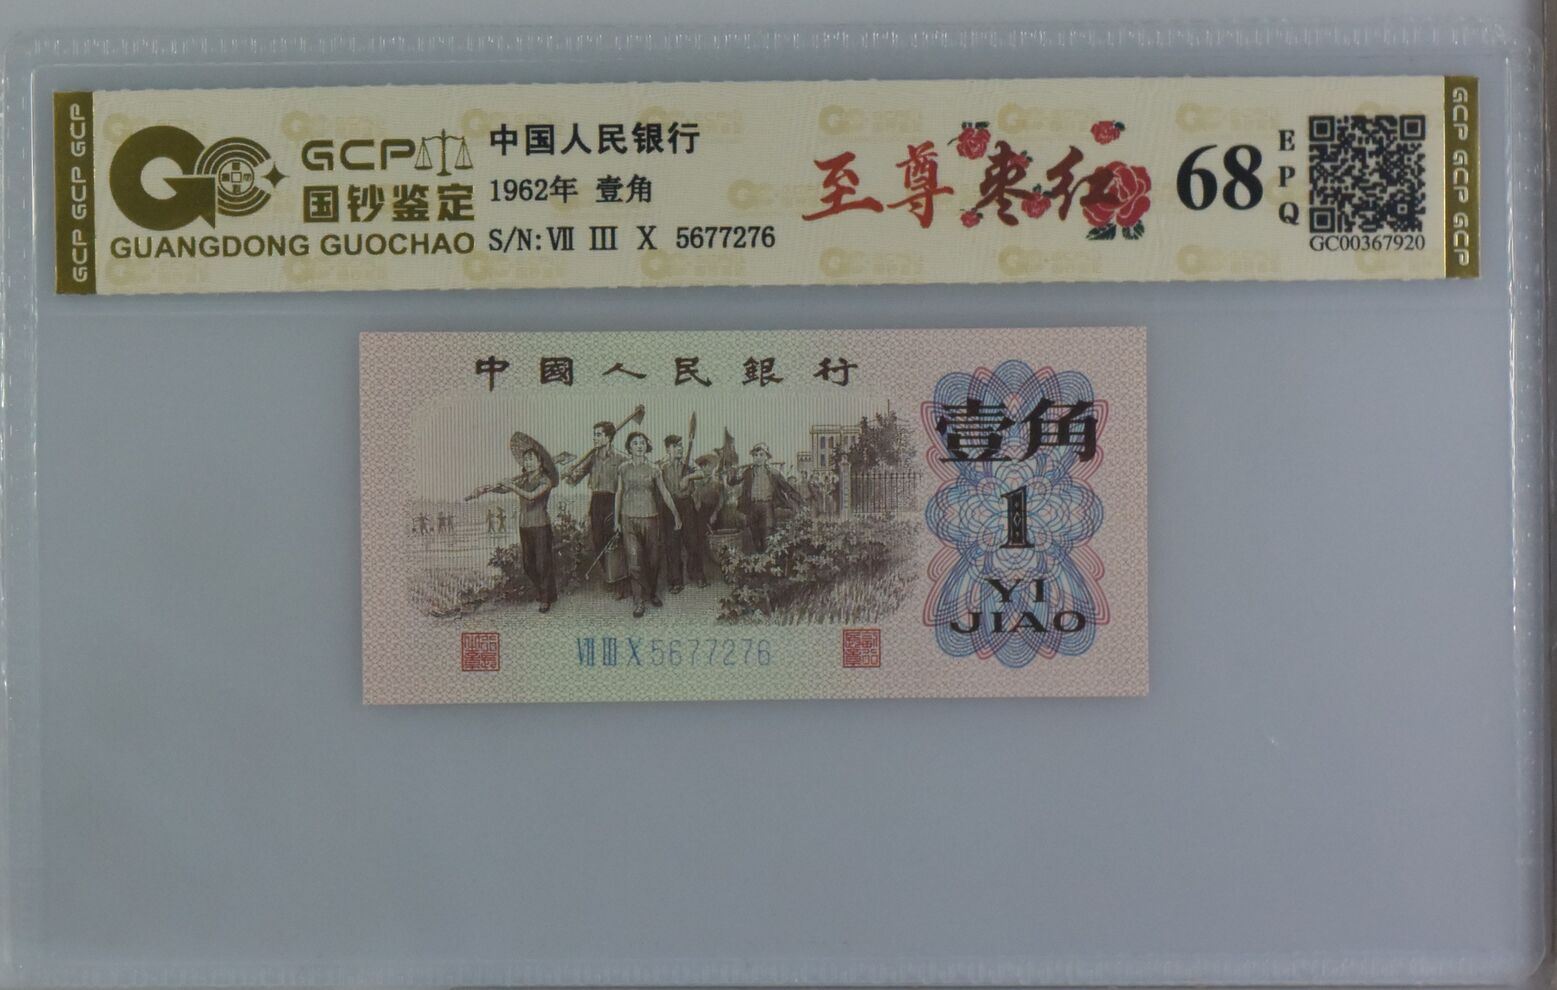 GCP GCP GCP
GCP
国钞鉴定
GUANGDONG GUOCHAO
中国人民银行
1962年 壹角
S/N: Ⅶ Ⅲ Ⅹ 5677276
至尊枣红
68
EPQ
GC00367920
GCP GCP GCP
中國人民銀行
壹角
1
YI
JIAO
Ⅶ Ⅲ Ⅹ 5677276